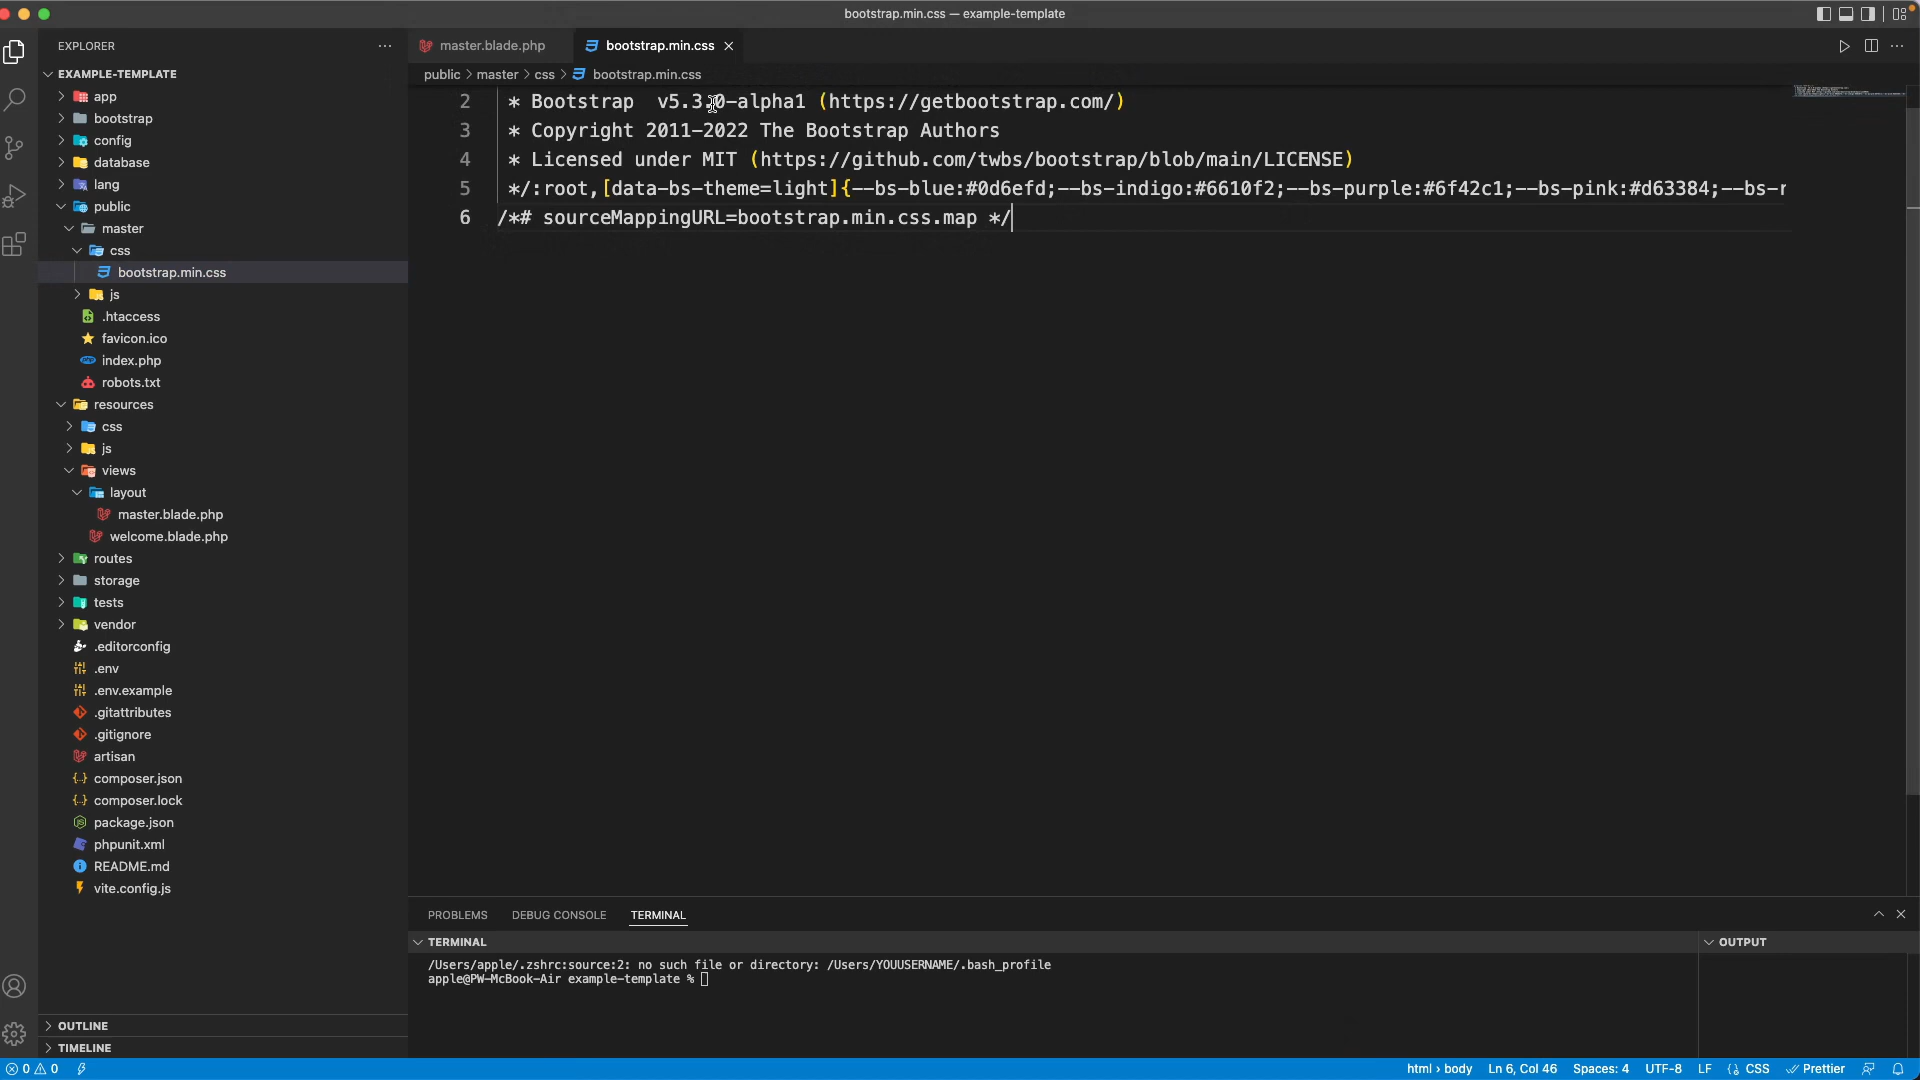 bootstrap.min.css — example-template
EXPLORER
EXAMPLE-TEMPLATE
app
bootstrap
config
database
lang
public
master
css
bootstrap.min.css
js
.htaccess
favicon.ico
index.php
robots.txt
resources
css
js
views
layout
master.blade.php
welcome.blade.php
routes
storage
tests
vendor
.editorconfig
.env
.env.example
.gitattributes
.gitignore
artisan
composer.json
composer.lock
package.json
phpunit.xml
README.md
vite.config.js
OUTLINE
TIMELINE
master.blade.php
bootstrap.min.css
public > master > css > bootstrap.min.css
2 * Bootstrap  v5.3.0-alpha1 (https://getbootstrap.com/)
3 * Copyright 2011-2022 The Bootstrap Authors
4 * Licensed under MIT (https://github.com/twbs/bootstrap/blob/main/LICENSE)
5 */:root,[data-bs-theme=light]{--bs-blue:#0d6efd;--bs-indigo:#6610f2;--bs-purple:#6f42c1;--bs-pink:#d63384;--bs-r
6 /*# sourceMappingURL=bootstrap.min.css.map */
PROBLEMS DEBUG CONSOLE TERMINAL
TERMINAL
/Users/apple/.zshrc:source:2: no such file or directory: /Users/YOUUSERNAME/.bash_profile
apple@PW-McBook-Air example-template %
OUTPUT
0 0 html › body Ln 6, Col 46 Spaces: 4 UTF-8 LF CSS Prettier